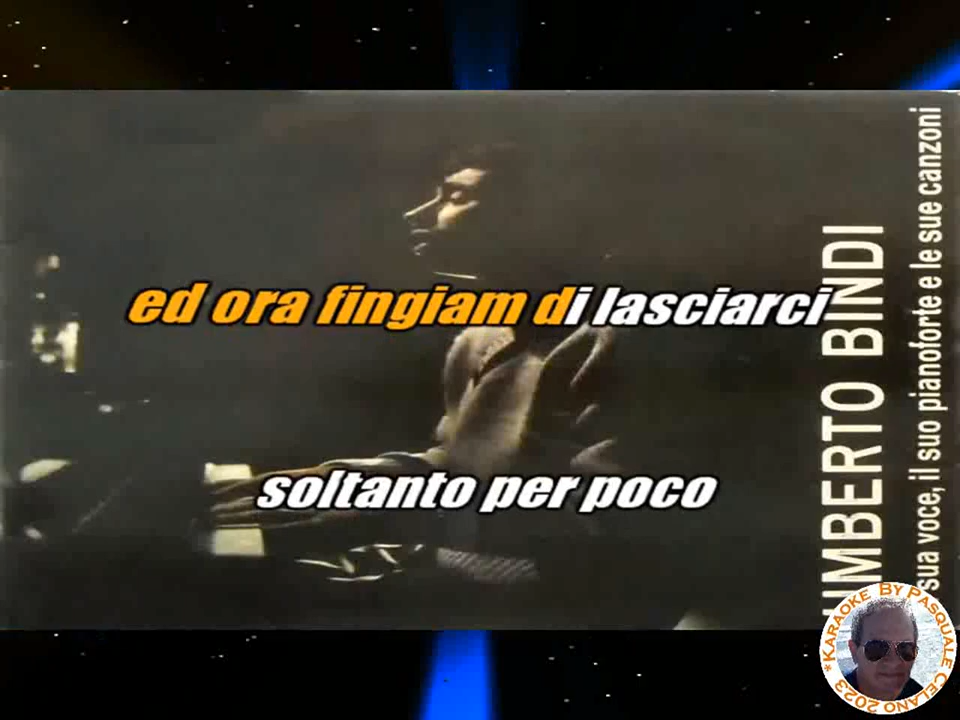 ed ora fingiam di lasciarci
soltanto per poco
UMBERTO BINDI
sua voce, il suo pianoforte e le sue canzoni
*KARAOKE BY PASQUALE CELANO 2023